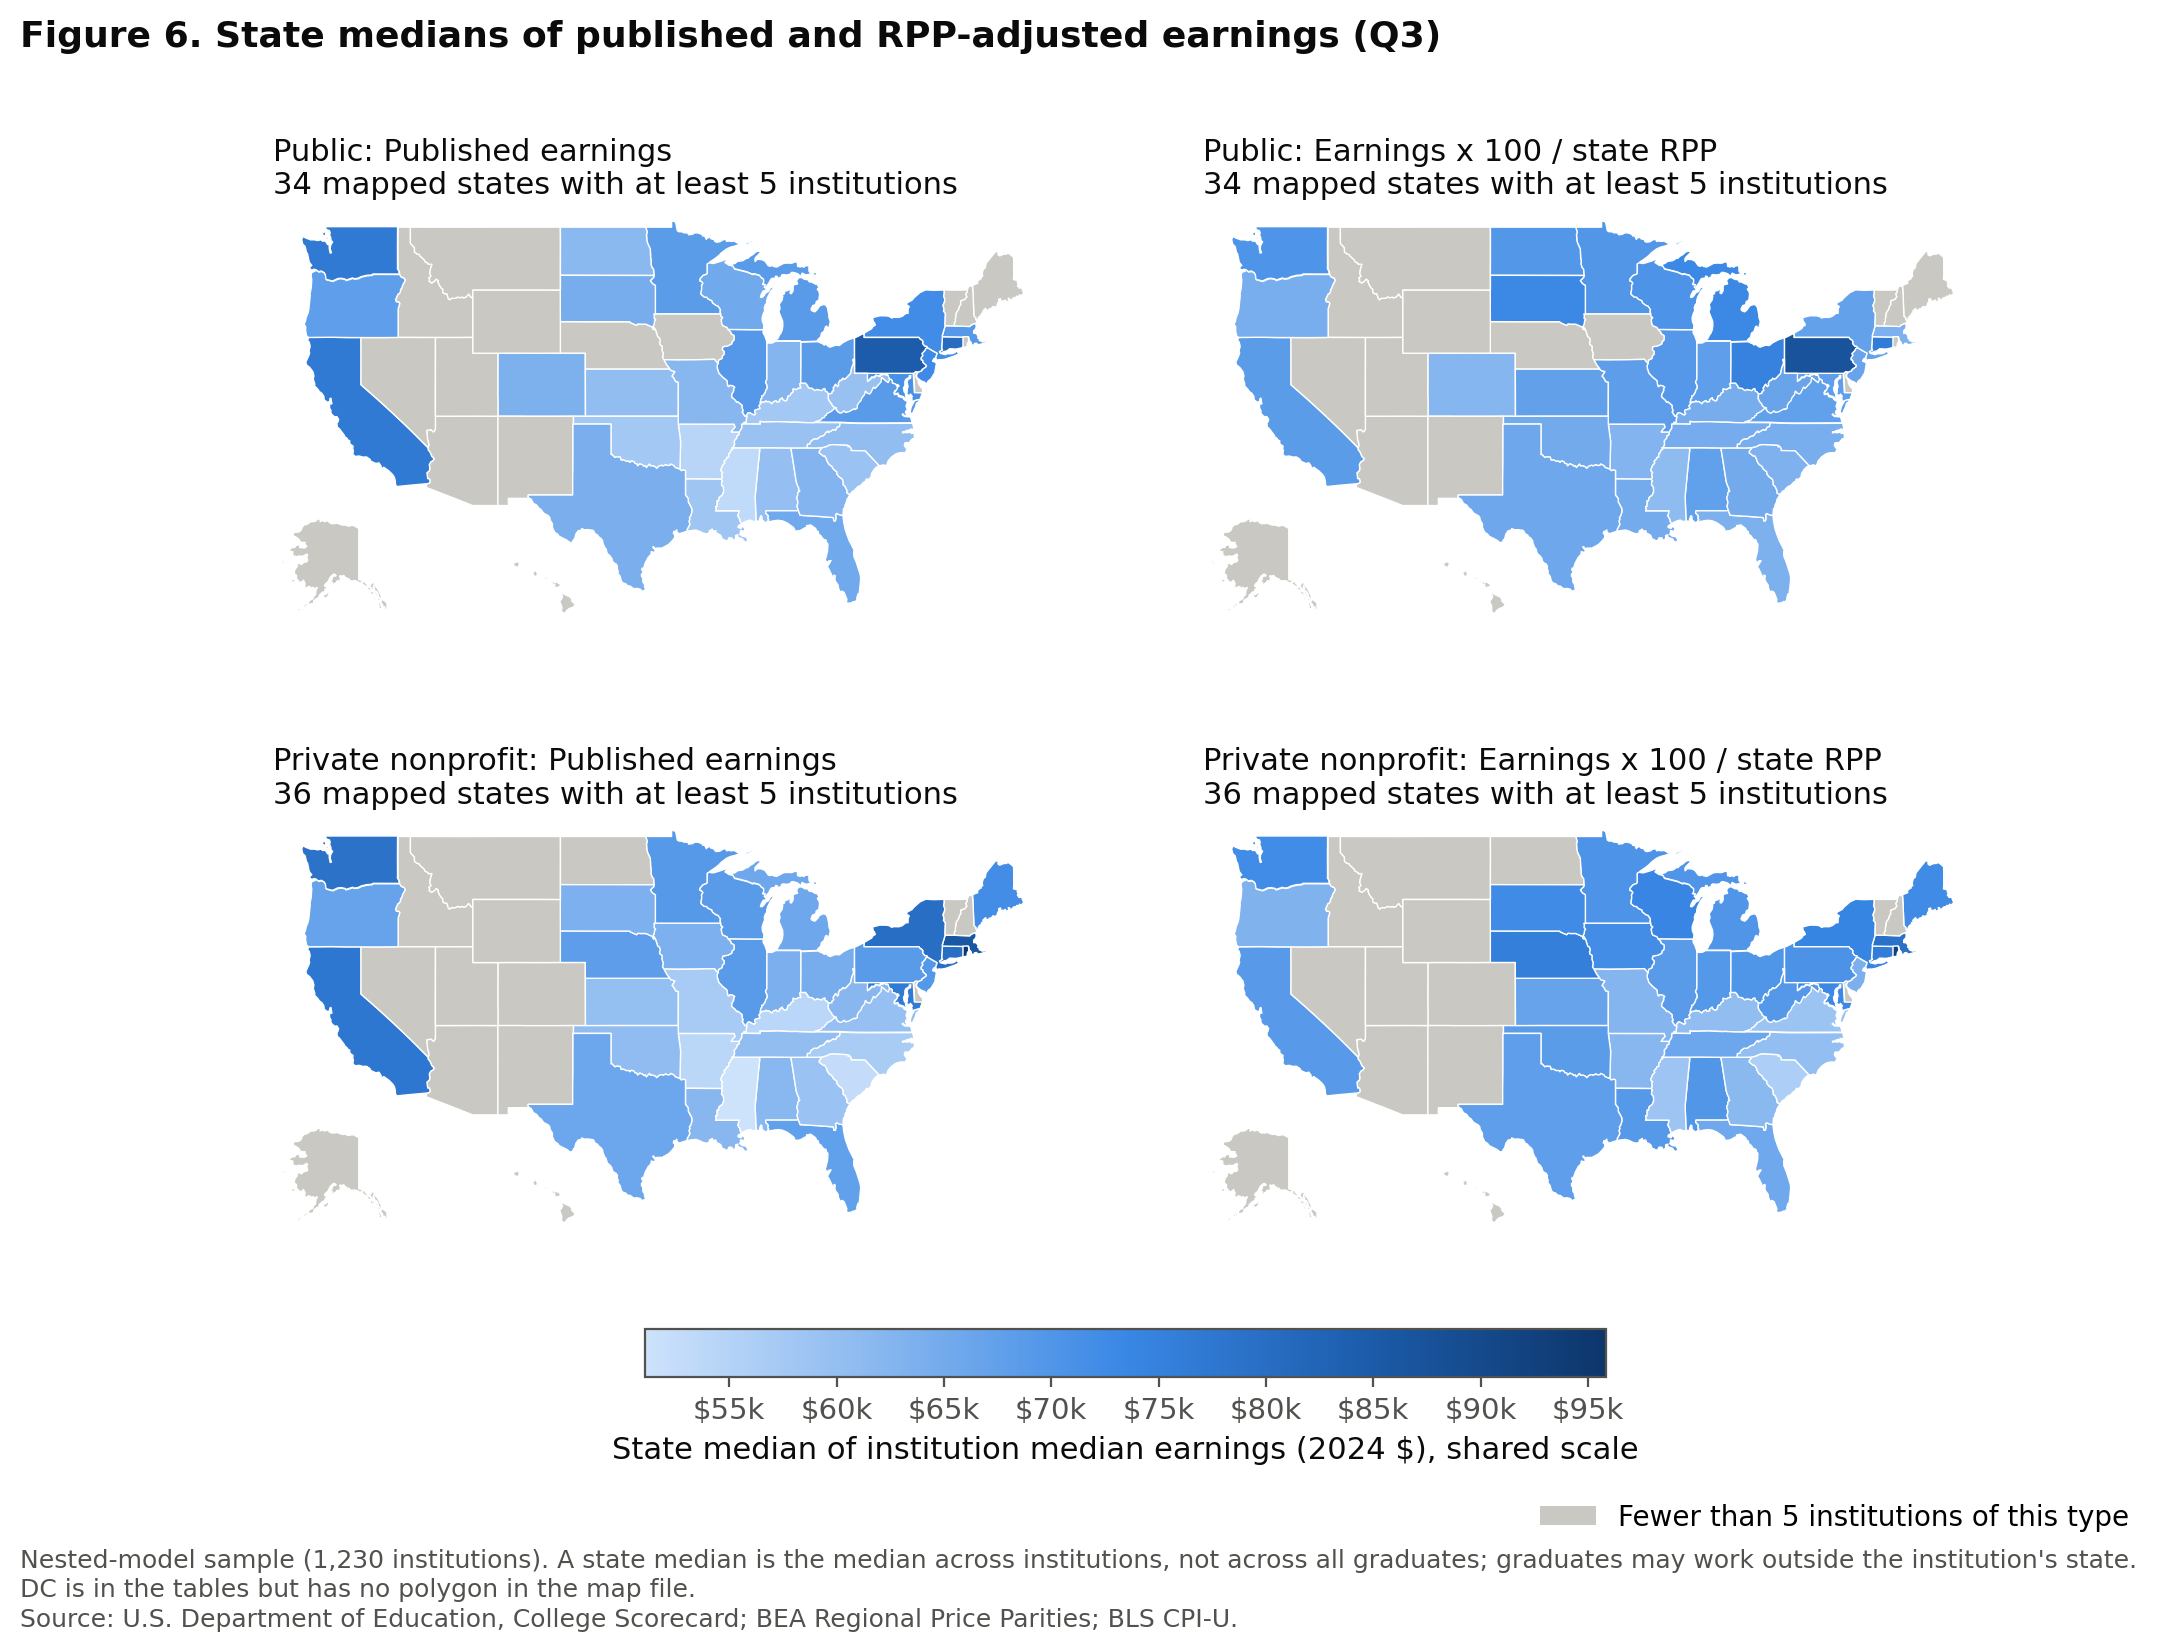 Figure 6. State medians of published and RPP-adjusted earnings (Q3)
Public: Published earnings
34 mapped states with at least 5 institutions
Public: Earnings x 100 / state RPP
34 mapped states with at least 5 institutions
Private nonprofit: Published earnings
36 mapped states with at least 5 institutions
Private nonprofit: Earnings x 100 / state RPP
36 mapped states with at least 5 institutions
$55k $60k $65k $70k $75k $80k $85k $90k $95k
State median of institution median earnings (2024 $), shared scale
Fewer than 5 institutions of this type
Nested-model sample (1,230 institutions). A state median is the median across institutions, not across all graduates; graduates may work outside the institution's state.
DC is in the tables but has no polygon in the map file.
Source: U.S. Department of Education, College Scorecard; BEA Regional Price Parities; BLS CPI-U.